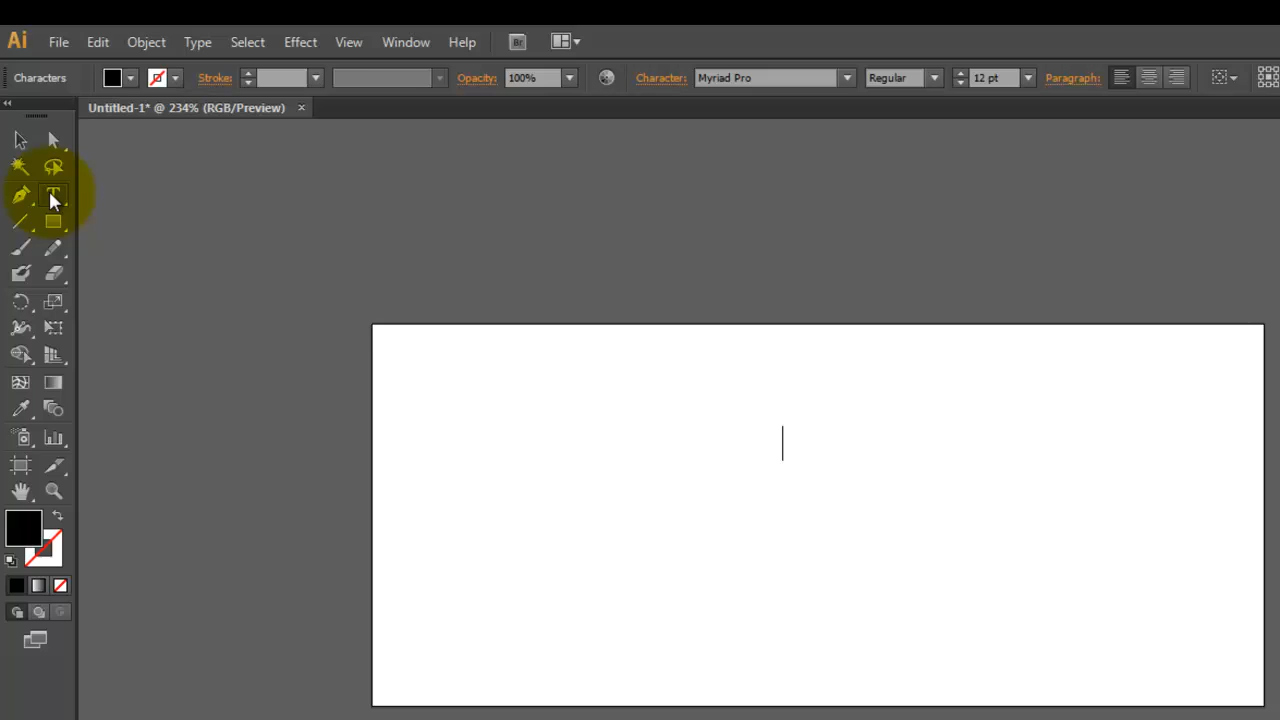 Ai File Edit Object Type Select Effect View Window Help Br
Characters Stroke: Opacity: 100% Character: Myriad Pro Regular 12 pt Paragraph:
Untitled-1* @ 234% (RGB/Preview) ×
T